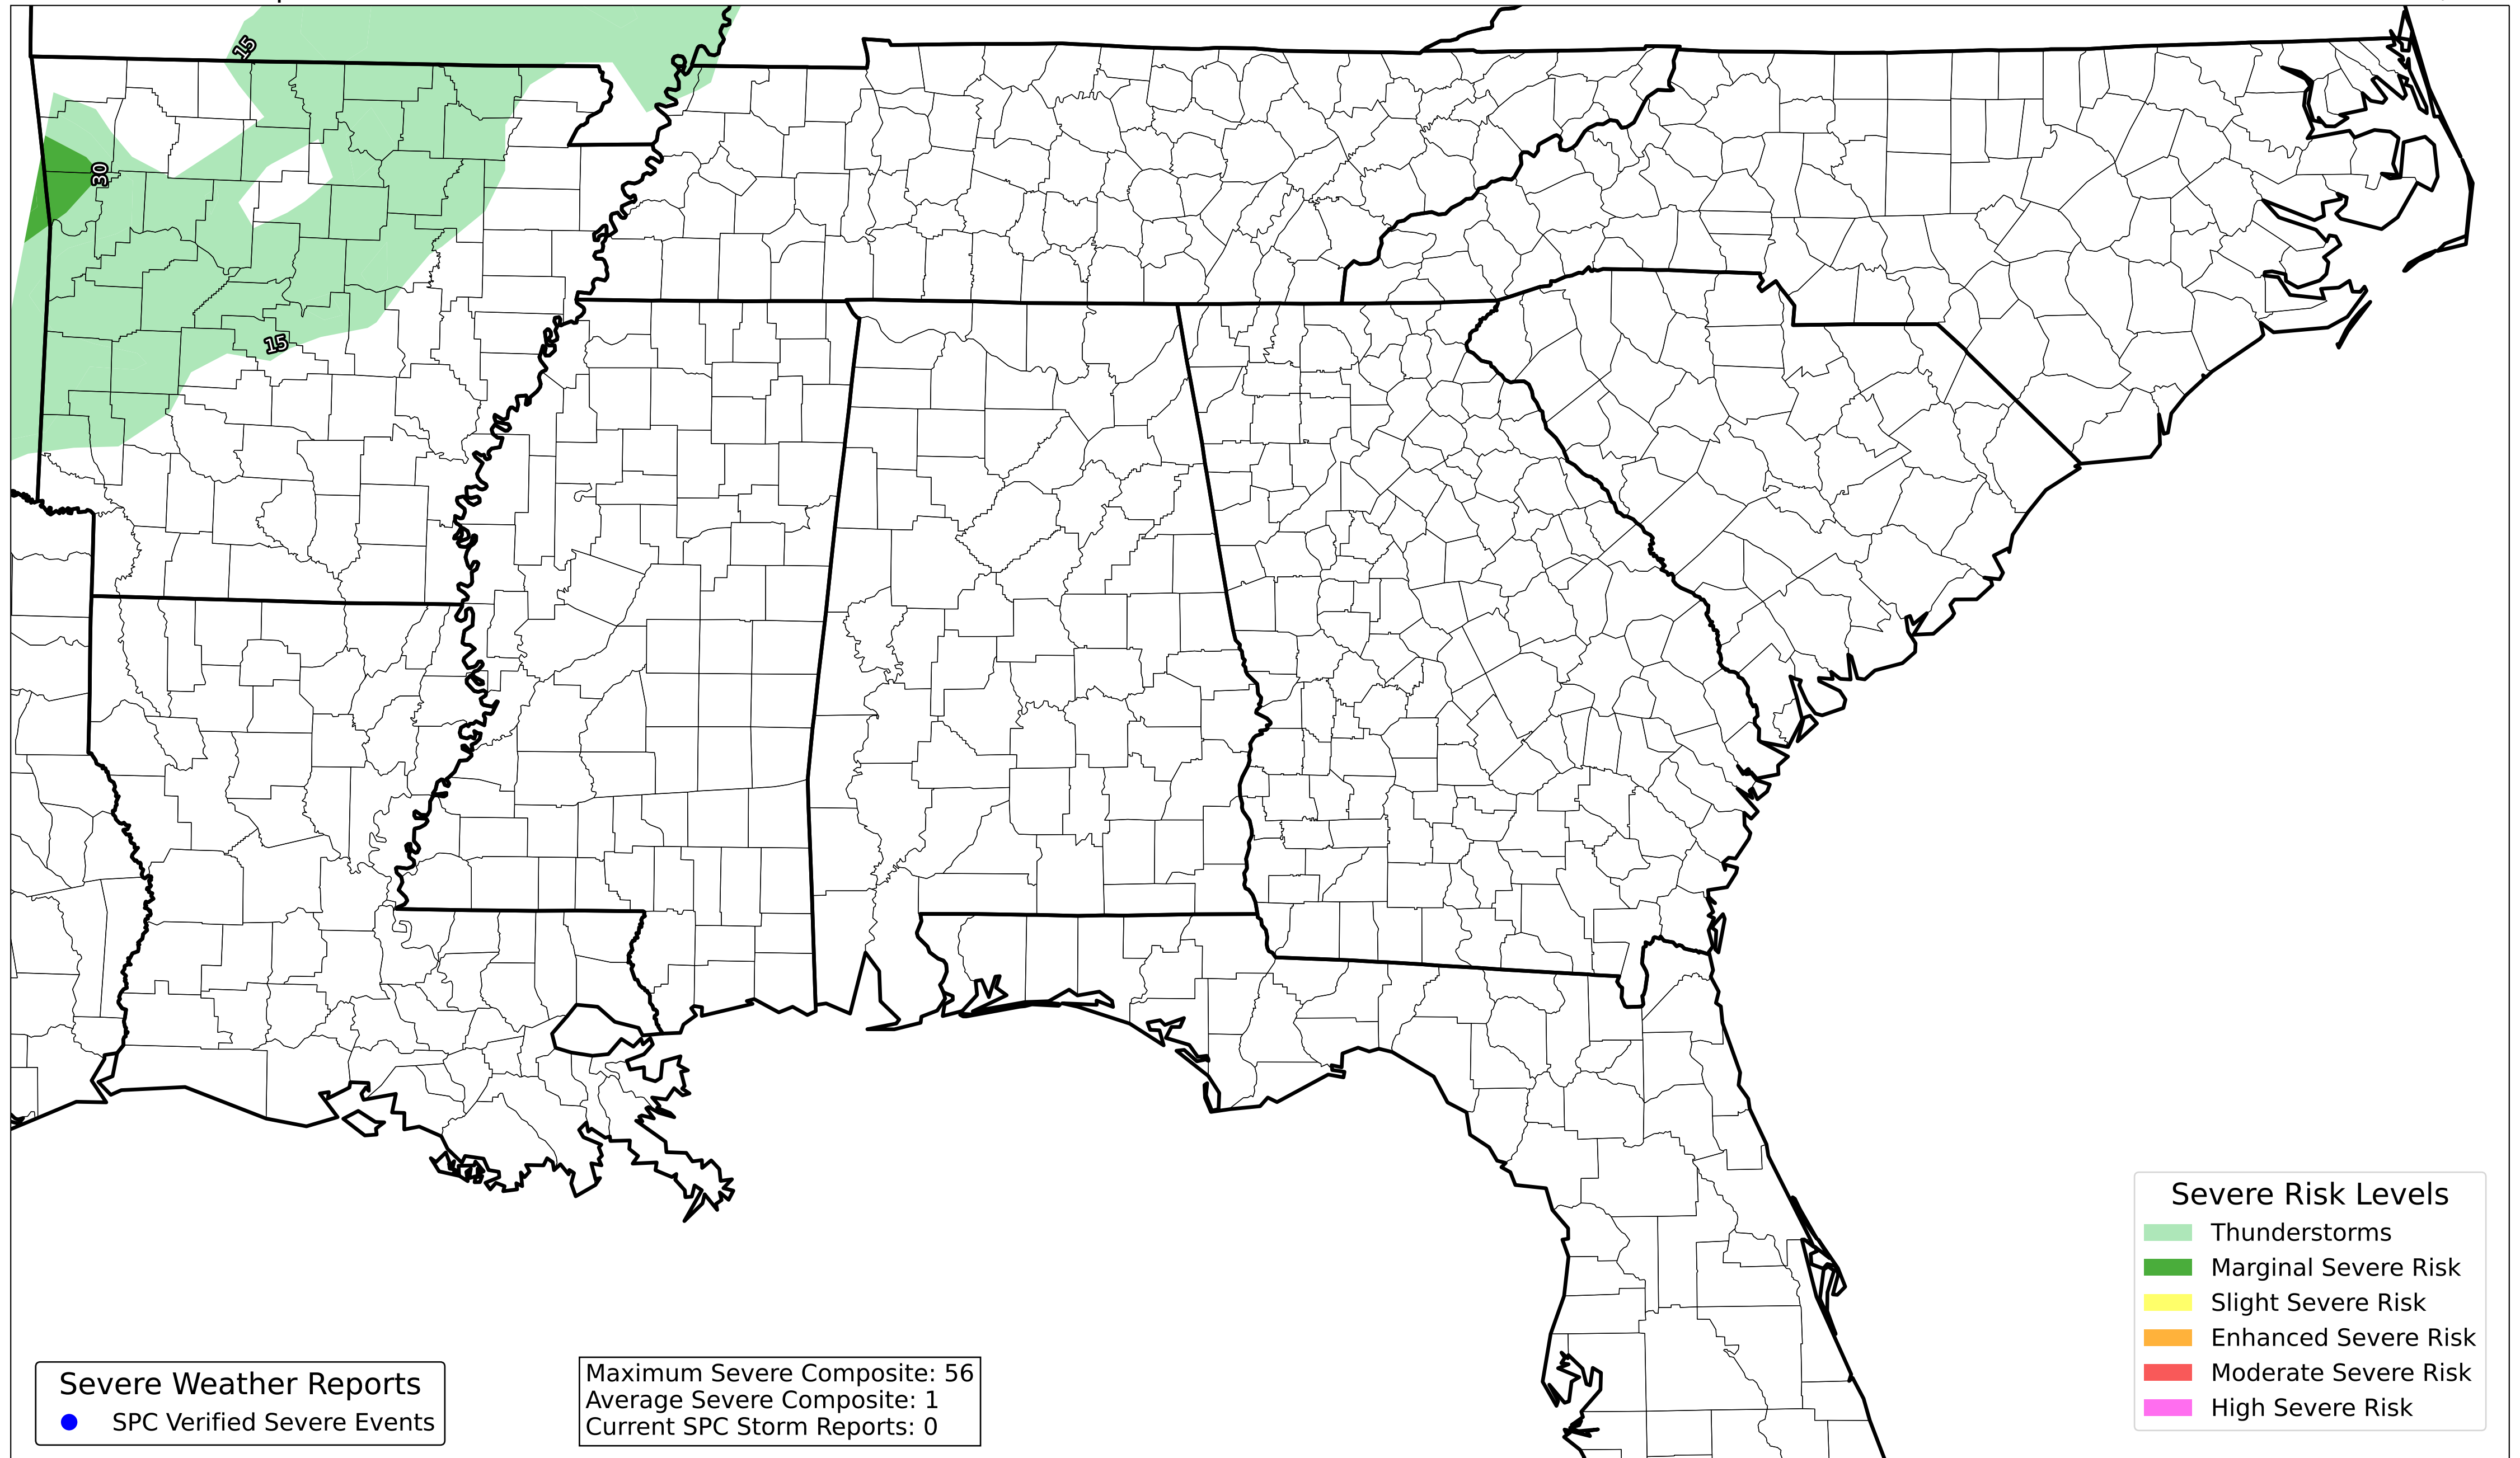 15
30
15
Severe Risk Levels
Thunderstorms
Marginal Severe Risk
Slight Severe Risk
Enhanced Severe Risk
Moderate Severe Risk
High Severe Risk
Severe Weather Reports
SPC Verified Severe Events
Maximum Severe Composite: 56
Average Severe Composite: 1
Current SPC Storm Reports: 0